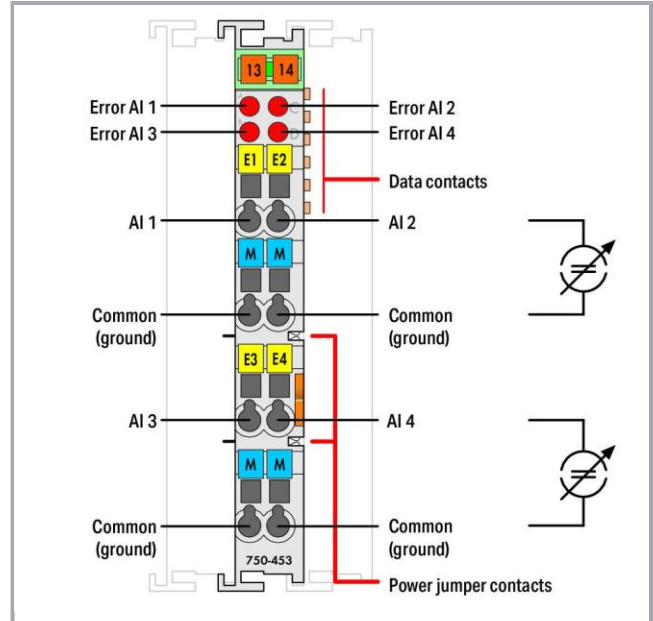 13 14
Error AI 1
A C
Error AI 2
Error AI 3
D
Error AI 4
E1 E2
Data contacts
AI 1
AI 2
M M
Common
(ground)
Common
(ground)
E3 E4
AI 3
AI 4
M M
Common
(ground)
Common
(ground)
750-453
Power jumper contacts